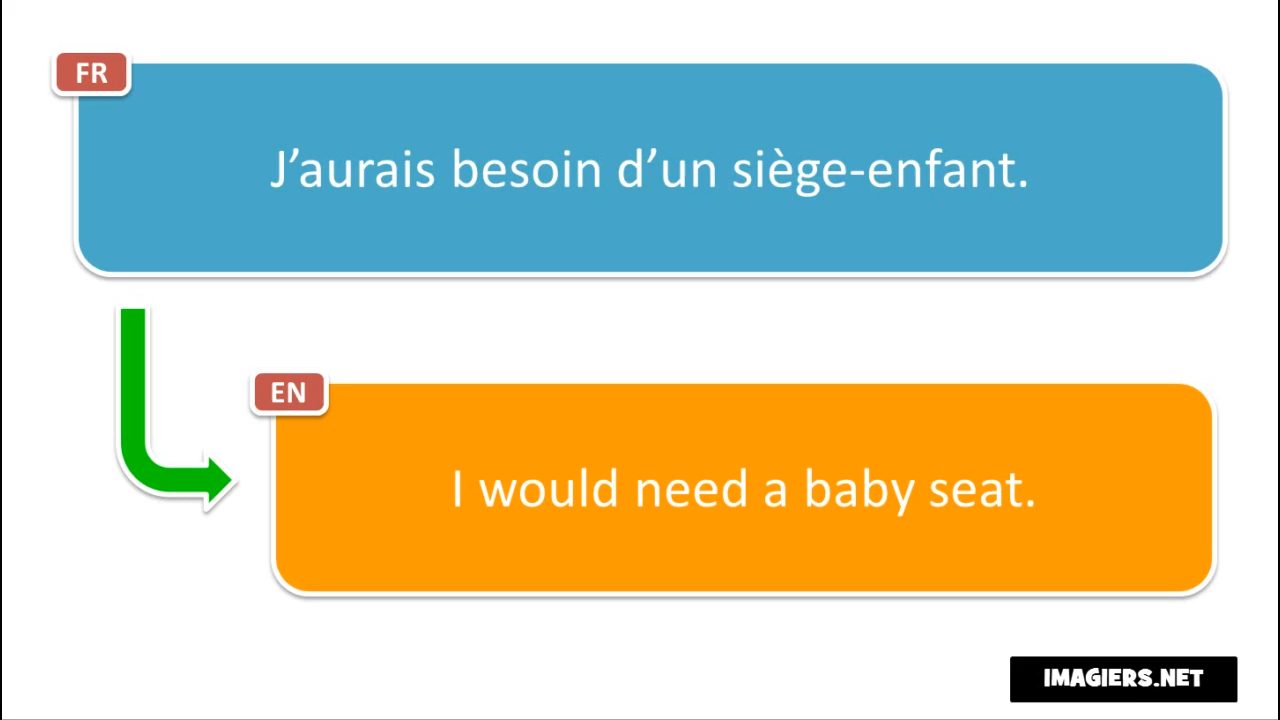 FR
J’aurais besoin d’un siège-enfant.
EN
I would need a baby seat.
IMAGIERS.NET